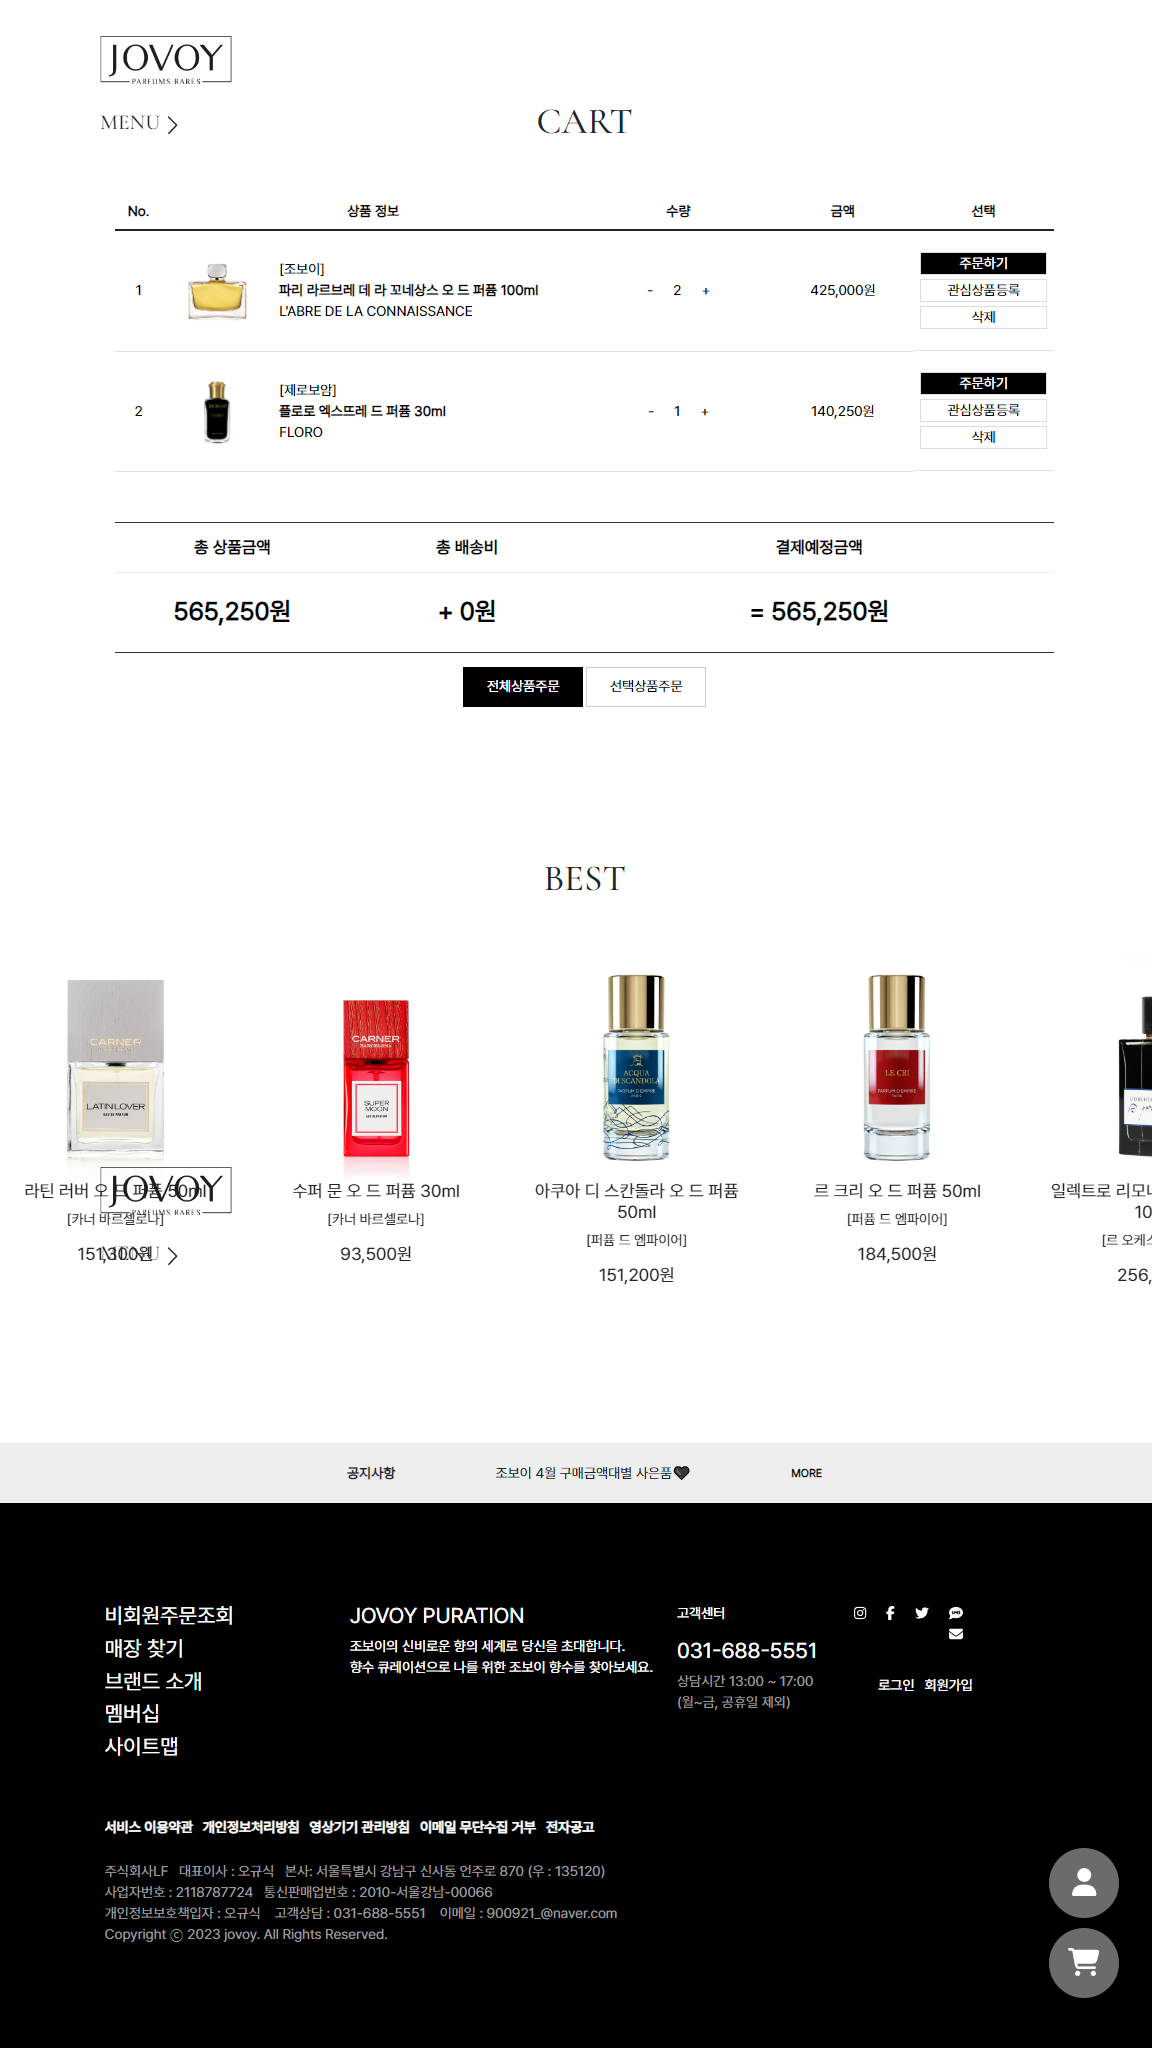 JOVOY
PARFUMS RARES
MENU
CART
No. 상품 정보 수량 금액 선택
1
[조보이]
파리 라르브레 데 라 꼬네상스 오 드 퍼퓸 100ml
L'ABRE DE LA CONNAISSANCE
- 2 +
425,000원
주문하기
관심상품등록
삭제
2
[제로보암]
플로로 엑스뜨레 드 퍼퓸 30ml
FLORO
- 1 +
140,250원
주문하기
관심상품등록
삭제
총 상품금액 총 배송비 결제예정금액
565,250원 + 0원 = 565,250원
전체상품주문 선택상품주문
BEST
CARNER
LATIN LOVER
EAU DE PARFUM
라틴 러버 오 드 퍼퓸 50ml
[카너 바르셀로나]
151,300원
CARNER
BARCELONA
SUPER
MOON
EAU DE PARFUM
수퍼 문 오 드 퍼퓸 30ml
[카너 바르셀로나]
93,500원
ACQUA
DI SCANDOLA
PARFUM D'EMPIRE
PARIS
아쿠아 디 스칸돌라 오 드 퍼퓸
50ml
[퍼퓸 드 엠파이어]
151,200원
LE CRI
PARFUM D'EMPIRE
PARIS
르 크리 오 드 퍼퓸 50ml
[퍼퓸 드 엠파이어]
184,500원
일렉트로 리모
10
[르 오케스
256,
JOVOY
PARFUMS RARES
MENU
공지사항 조보이 4월 구매금액대별 사은품🖤 MORE
비회원주문조회
매장 찾기
브랜드 소개
멤버십
사이트맵
JOVOY PURATION
조보이의 신비로운 향의 세계로 당신을 초대합니다.
향수 큐레이션으로 나를 위한 조보이 향수를 찾아보세요.
고객센터
031-688-5551
상담시간 13:00 ~ 17:00
(월~금, 공휴일 제외)
로그인 회원가입
서비스 이용약관 개인정보처리방침 영상기기 관리방침 이메일 무단수집 거부 전자공고
주식회사LF 대표이사 : 오규식 본사: 서울특별시 강남구 신사동 언주로 870 (우 : 135120)
사업자번호 : 2118787724 통신판매업번호 : 2010-서울강남-00066
개인정보보호책임자 : 오규식 고객상담 : 031-688-5551 이메일 : 900921_@naver.com
Copyright ⓒ 2023 jovoy. All Rights Reserved.